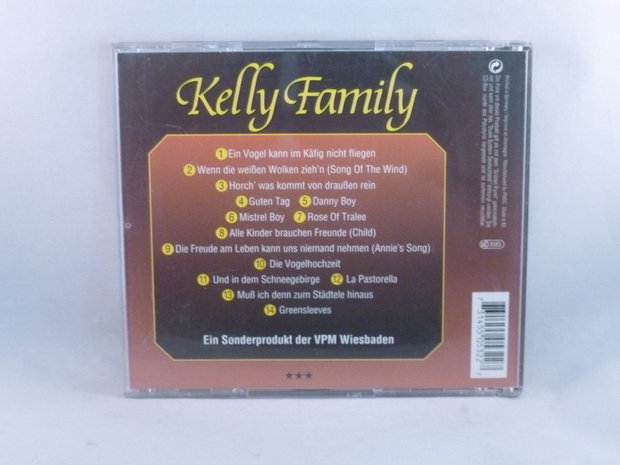 Kelly Family
1 Ein Vogel kann im Käfig nicht fliegen
2 Wenn die weißen Wolken zieh'n (Song Of The Wind)
3 Horch' was kommt von draußen rein
4 Guten Tag 5 Danny Boy
6 Mistrel Boy 7 Rose Of Tralee
8 Alle Kinder brauchen Freunde (Child)
9 Die Freude am Leben kann uns niemand nehmen (Annie's Song)
10 Die Vogelhochzeit
11 Und in dem Schneegebirge 12 La Pastorella
13 Muß ich denn zum Städtele hinaus
14 Greensleeves
Ein Sonderprodukt der VPM Wiesbaden